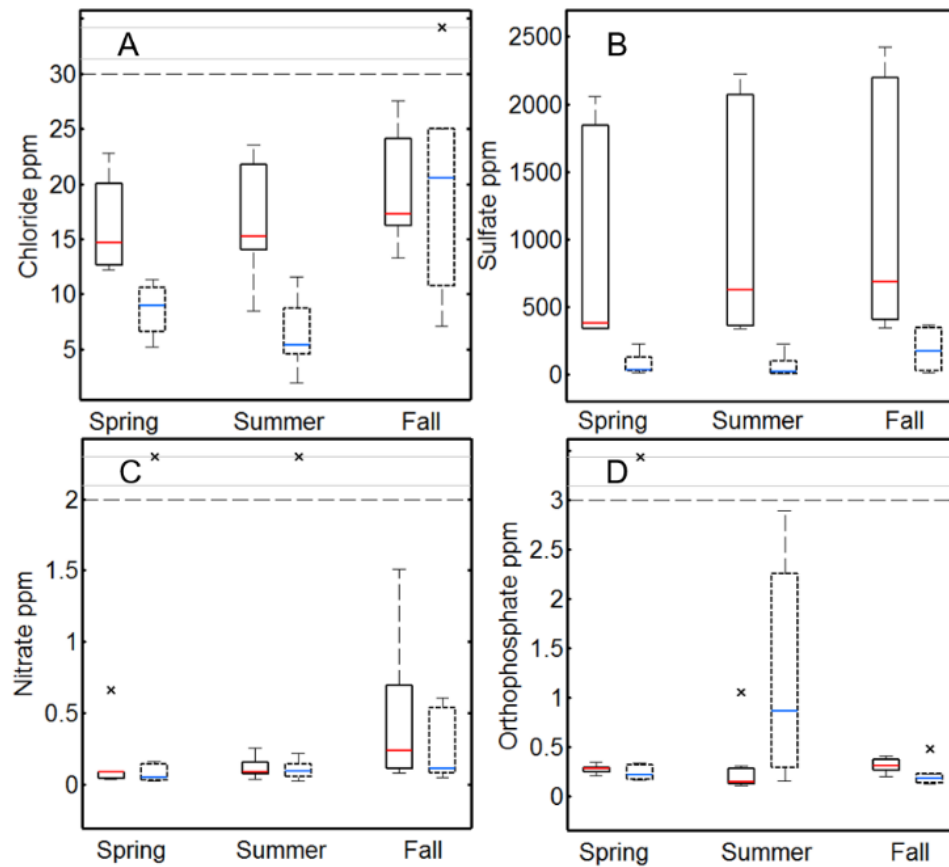 A
Chloride ppm
30
25
20
15
10
5
Spring Summer Fall
B
Sulfate ppm
2500
2000
1500
1000
500
0
Spring Summer Fall
C
Nitrate ppm
2
1.5
1
0.5
0
Spring Summer Fall
D
Orthophosphate ppm
3
2.5
2
1.5
1
0.5
0
Spring Summer Fall